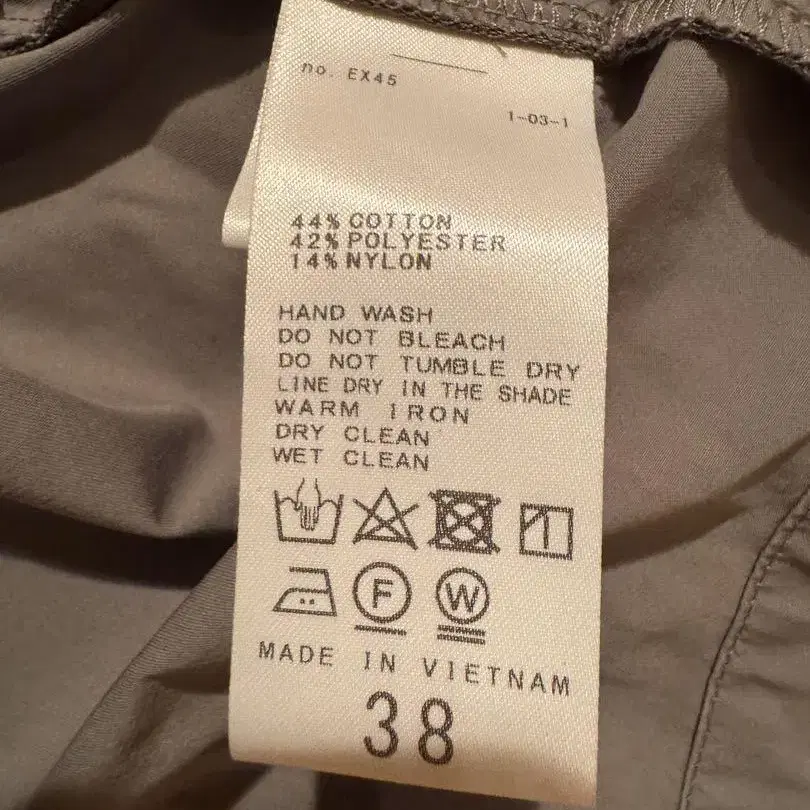 no. EX45
1-03-1
44% COTTON
42% POLYESTER
14% NYLON
HAND WASH
DO NOT BLEACH
DO NOT TUMBLE DRY
LINE DRY IN THE SHADE
WARM IRON
DRY CLEAN
WET CLEAN
F W
MADE IN VIETNAM
38